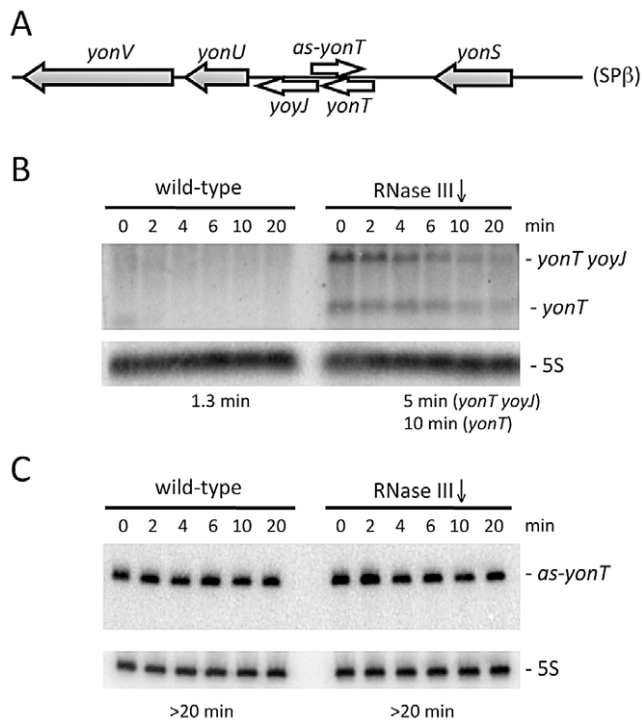 A
yonV yonU as-yonT yonS
(SPβ)
yoyJ yonT
B
wild-type RNase III↓
0 2 4 6 10 20 0 2 4 6 10 20 min
- yonT yoyJ
- yonT
- 5S
1.3 min 5 min (yonT yoyJ)
10 min (yonT)
C
wild-type RNase III↓
0 2 4 6 10 20 0 2 4 6 10 20 min
- as-yonT
- 5S
>20 min >20 min